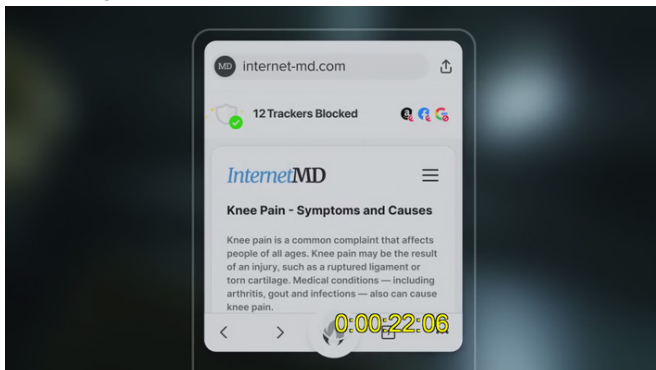 MD internet-md.com
12 Trackers Blocked
InternetMD
Knee Pain - Symptoms and Causes
Knee pain is a common complaint that affects
people of all ages. Knee pain may be the result
of an injury, such as a ruptured ligament or
torn cartilage. Medical conditions — including
arthritis, gout and infections — also can cause
knee pain.
0:00:22:06